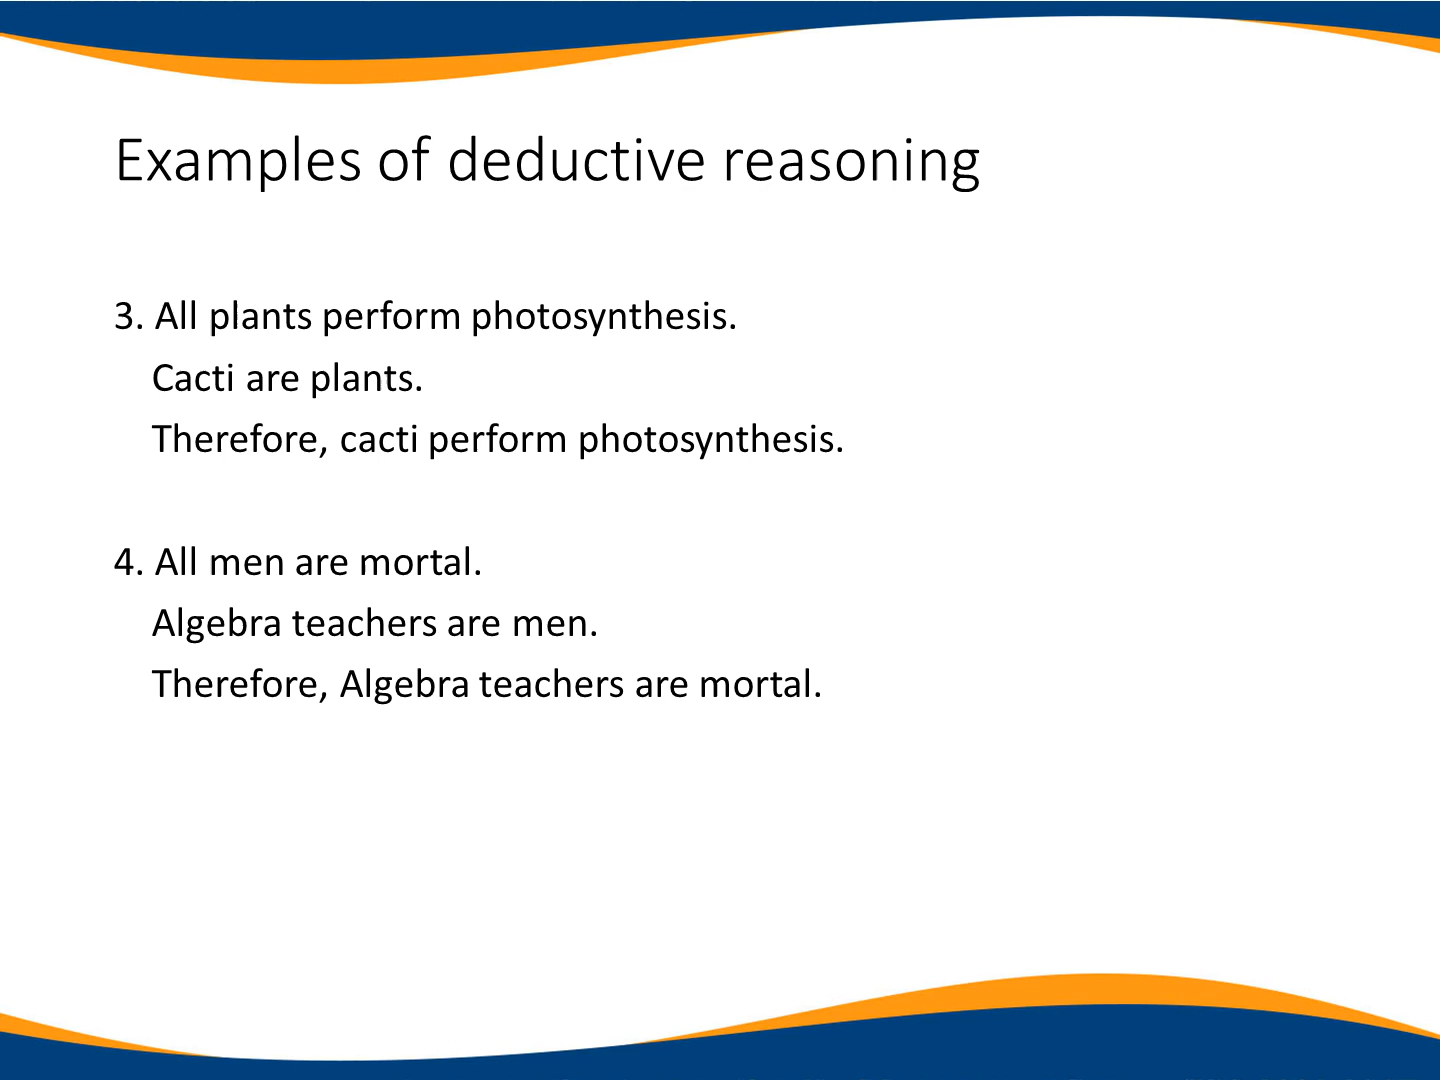 Examples of deductive reasoning
3. All plants perform photosynthesis.
Cacti are plants.
Therefore, cacti perform photosynthesis.
4. All men are mortal.
Algebra teachers are men.
Therefore, Algebra teachers are mortal.